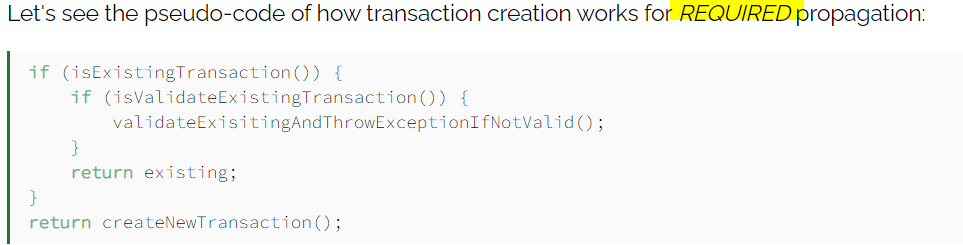 Let's see the pseudo-code of how transaction creation works for REQUIRED propagation:
if (isExistingTransaction()) {
    if (isValidateExistingTransaction()) {
        validateExisitingAndThrowExceptionIfNotValid();
    }
    return existing;
}
return createNewTransaction();